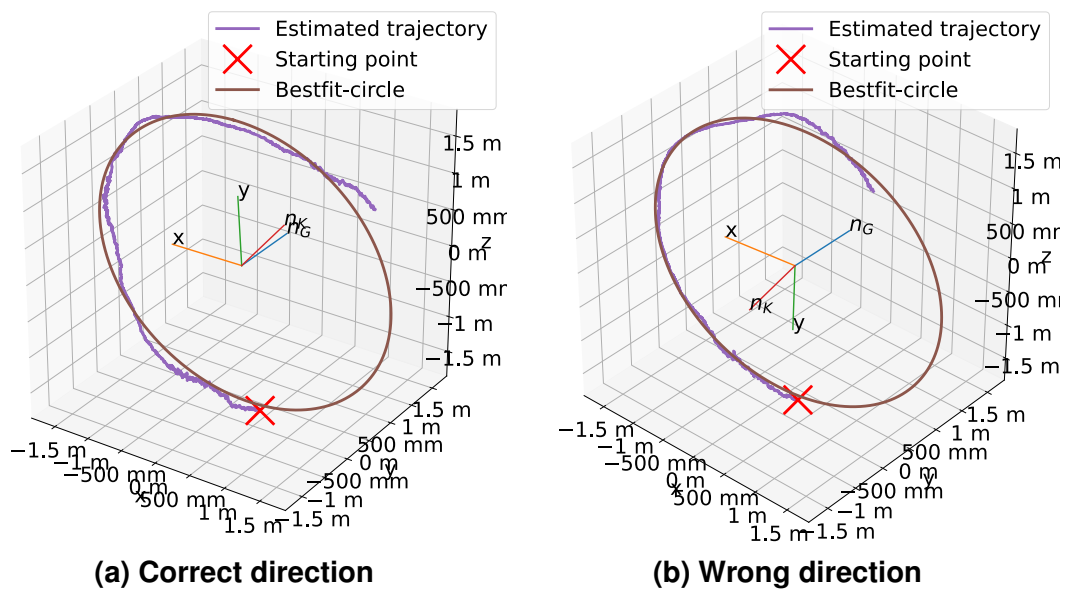 Estimated trajectory
Starting point
Bestfit-circle
1.5 m
1 m
500 mm
z
0 m
−500 mm
−1 m
−1.5 m
y
x
n_K
n_G
−1.5 m
−1 m
−500 mm
0 m
x
500 mm
1 m
1.5 m
1.5 m
1 m
500 mm
0 m
y
−500 mm
−1 m
−1.5 m
(a) Correct direction
Estimated trajectory
Starting point
Bestfit-circle
1.5 m
1 m
500 mm
z
0 m
−500 mm
−1 m
−1.5 m
x
n_G
n_K
y
−1.5 m
−1 m
−500 mm
0 m
x
500 mm
1 m
1.5 m
1.5 m
1 m
500 mm
0 m
y
−500 mm
−1 m
−1.5 m
(b) Wrong direction